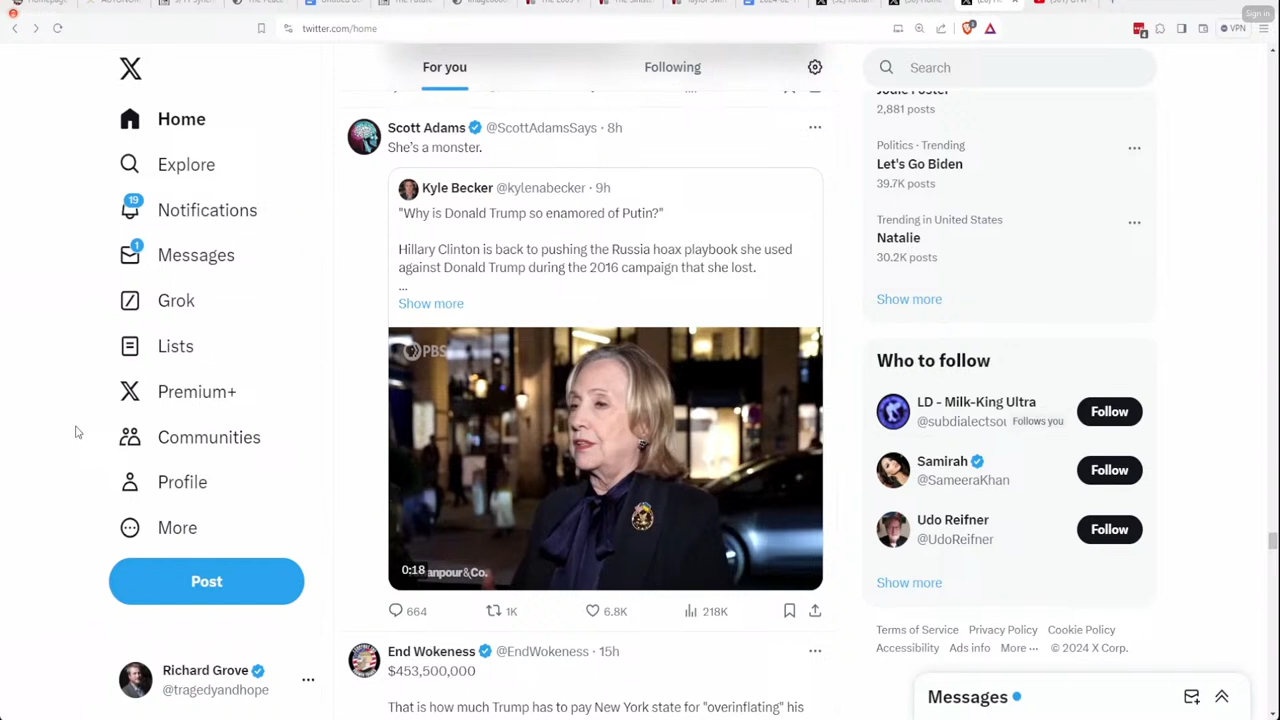 Sign in
twitter.com/home
VPN
For you
Following
Search
Home
Explore
19
Notifications
1
Messages
Grok
Lists
Premium+
Communities
Profile
More
Post
Richard Grove
@tragedyandhope
Scott Adams @ScottAdamsSays · 8h
She's a monster.
Kyle Becker @kylenabecker · 9h
"Why is Donald Trump so enamored of Putin?"
Hillary Clinton is back to pushing the Russia hoax playbook she used
against Donald Trump during the 2016 campaign that she lost.
...
Show more
PBS
0:18
anpour&Co.
664
1K
6.8K
218K
End Wokeness @EndWokeness · 15h
$453,500,000
That is how much Trump has to pay New York state for "overinflating" his
Jodie Foster
2,881 posts
Politics · Trending
Let's Go Biden
39.7K posts
Trending in United States
Natalie
30.2K posts
Show more
Who to follow
LD - Milk-King Ultra
@subdialectsou Follows you
Follow
Samirah
@SameeraKhan
Follow
Udo Reifner
@UdoReifner
Follow
Show more
Terms of Service Privacy Policy Cookie Policy
Accessibility Ads info More ··· © 2024 X Corp.
Messages